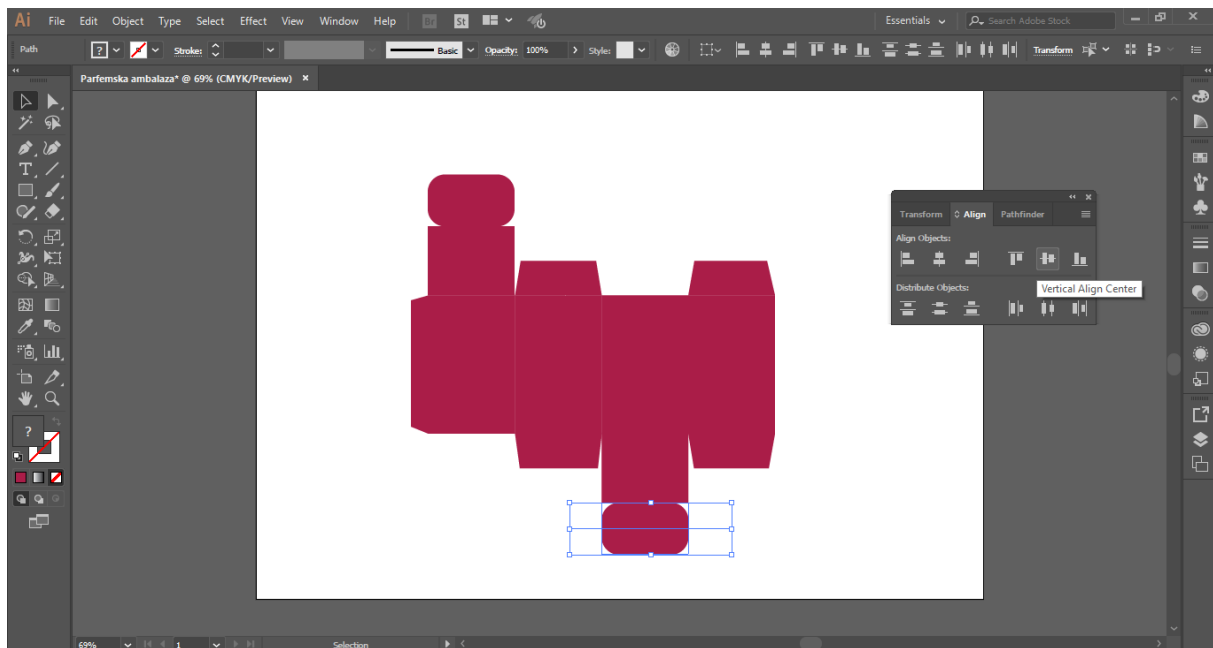 Ai File Edit Object Type Select Effect View Window Help Br St Essentials Search Adobe Stock
Path ? Stroke: Basic Opacity: 100% Style: Transform
Parfemska ambalaza* @ 69% (CMYK/Preview) ×
Transform Align Pathfinder
Align Objects:
Distribute Objects:
Vertical Align Center
?
69% 1 Selection